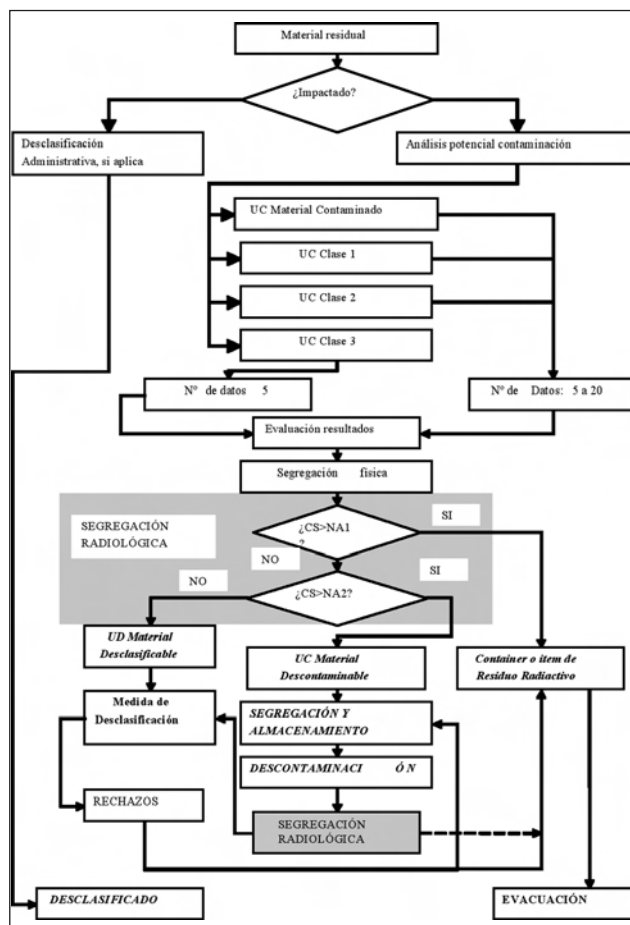 Material residual
¿Impactado?
Desclasificación
Administrativa, si aplica
Análisis potencial contaminación
UC Material Contaminado
UC Clase 1
UC Clase 2
UC Clase 3
Nº de datos 5
Nº de Datos: 5 a 20
Evaluación resultados
Segregación física
SEGREGACIÓN
RADIOLÓGICA
¿CS>NA1
?
SI
NO
¿CS>NA2?
NO
SI
UD Material
Desclasificable
UC Material
Descontaminable
Container o item de
Residuo Radiactivo
Medida de
Desclasificación
SEGREGACIÓN Y
ALMACENAMIENTO
DESCONTAMINACI ÓN
RECHAZOS
SEGREGACIÓN
RADIOLÓGICA
DESCLASIFICADO
EVACUACIÓN